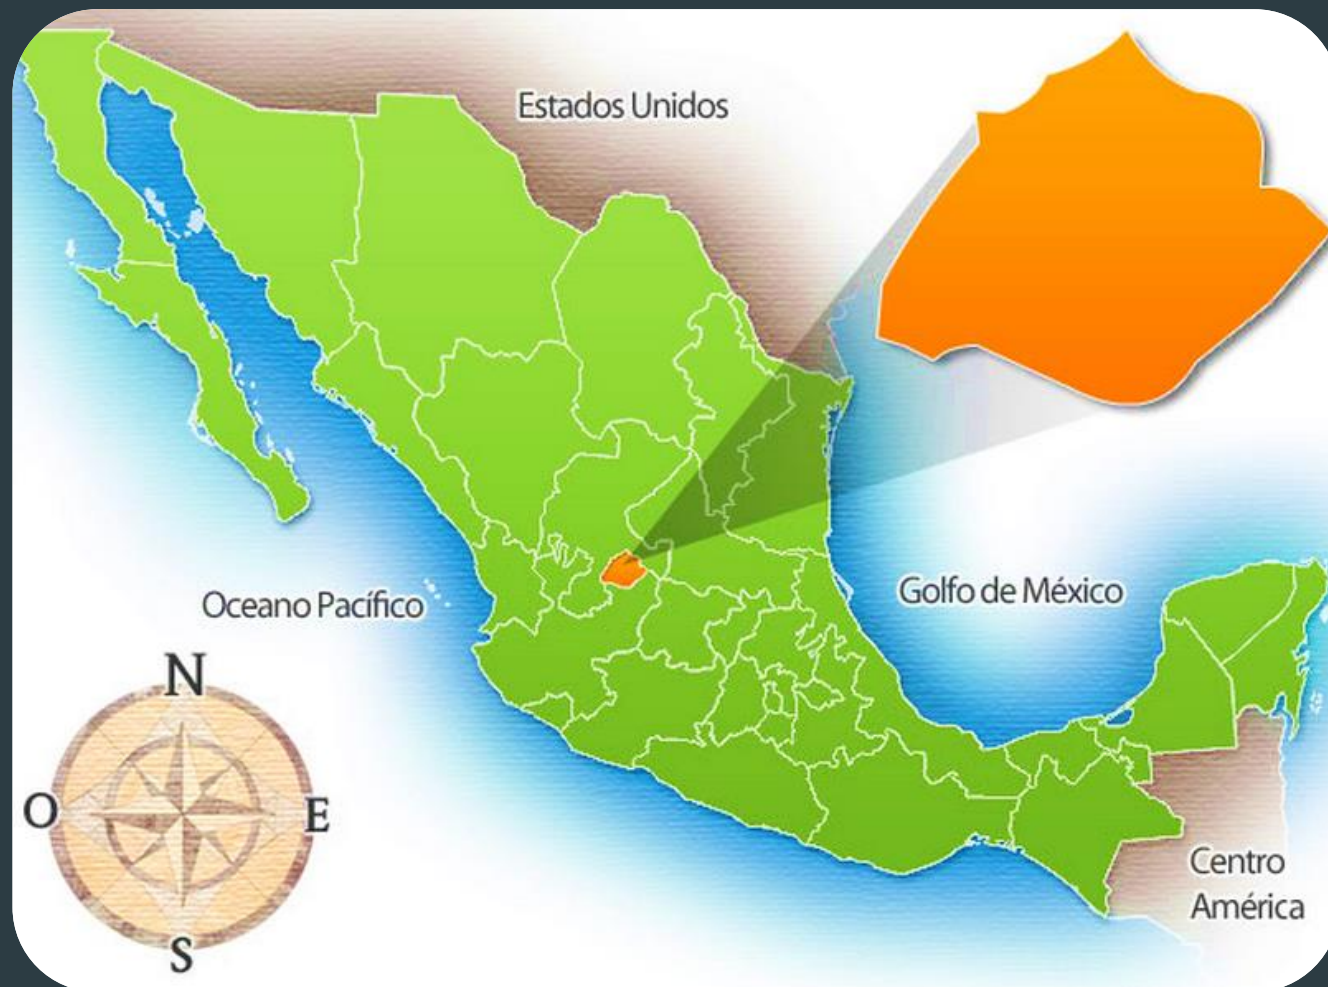 Estados Unidos
Golfo de México
Oceano Pacífico
N
O
E
S
Centro
América